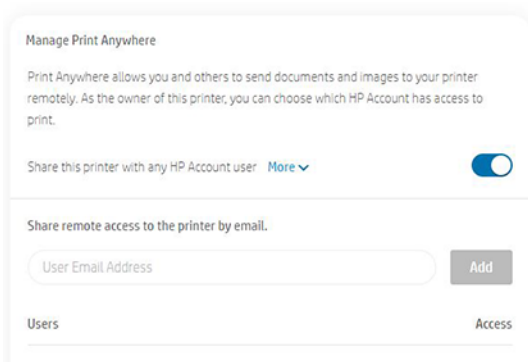 Manage Print Anywhere
Print Anywhere allows you and others to send documents and images to your printer
remotely. As the owner of this printer, you can choose which HP Account has access to
print.
Share this printer with any HP Account user More
Share remote access to the printer by email.
User Email Address
Add
Users Access